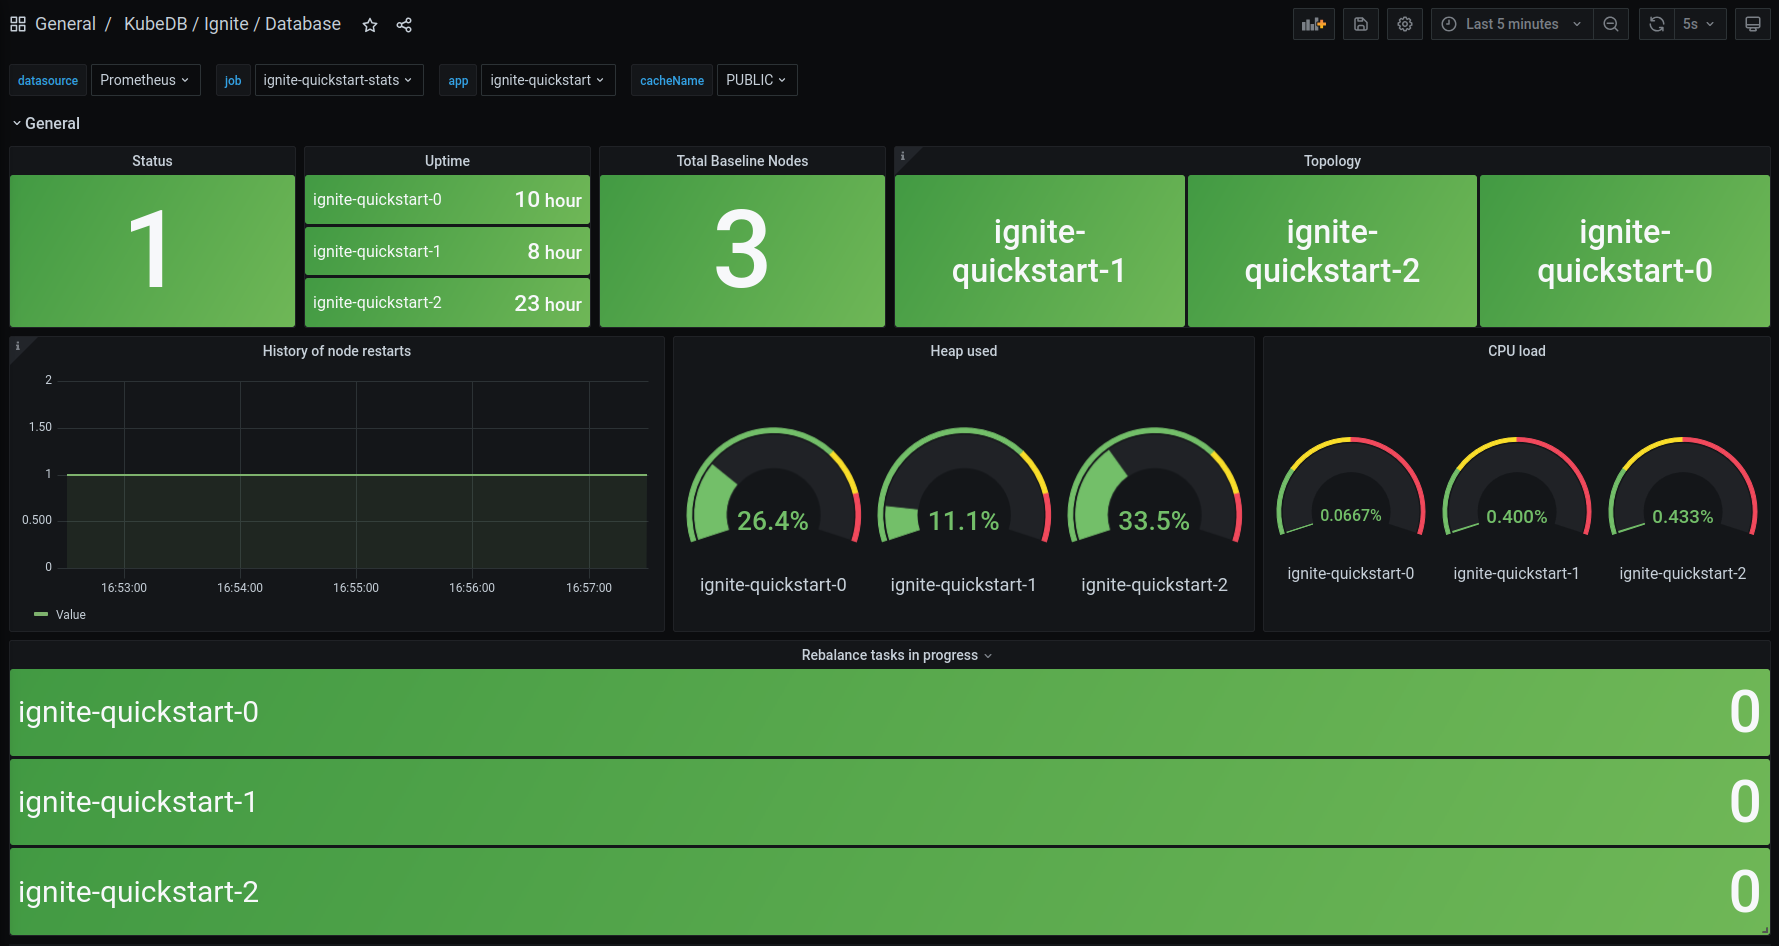 General / KubeDB / Ignite / Database
Last 5 minutes
5s
datasource Prometheus job ignite-quickstart-stats app ignite-quickstart cacheName PUBLIC
General
Status
1
Uptime
ignite-quickstart-0 10 hour
ignite-quickstart-1 8 hour
ignite-quickstart-2 23 hour
Total Baseline Nodes
3
i
Topology
ignite-
quickstart-1
ignite-
quickstart-2
ignite-
quickstart-0
i
History of node restarts
2
1.50
1
0.500
0
16:53:00 16:54:00 16:55:00 16:56:00 16:57:00
Value
Heap used
26.4% 11.1% 33.5%
ignite-quickstart-0 ignite-quickstart-1 ignite-quickstart-2
CPU load
0.0667% 0.400% 0.433%
ignite-quickstart-0 ignite-quickstart-1 ignite-quickstart-2
Rebalance tasks in progress
ignite-quickstart-0 0
ignite-quickstart-1 0
ignite-quickstart-2 0